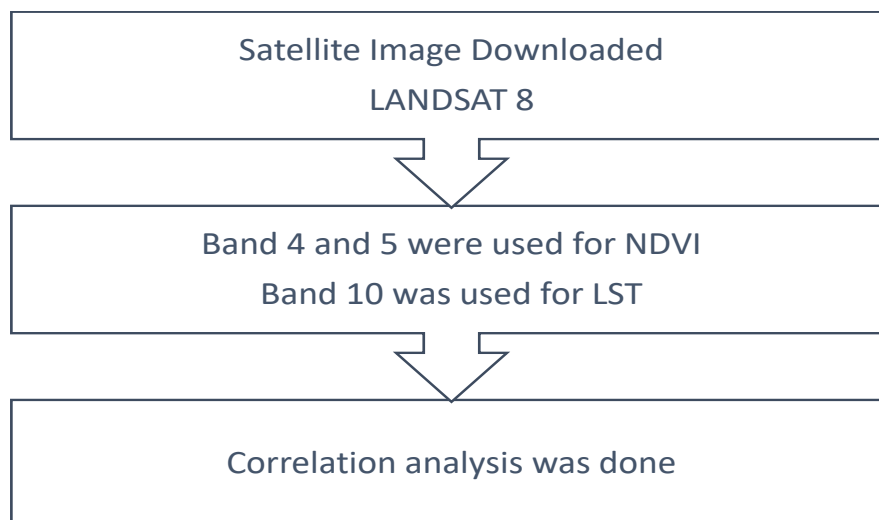 Satellite Image Downloaded
LANDSAT 8
Band 4 and 5 were used for NDVI
Band 10 was used for LST
Correlation analysis was done